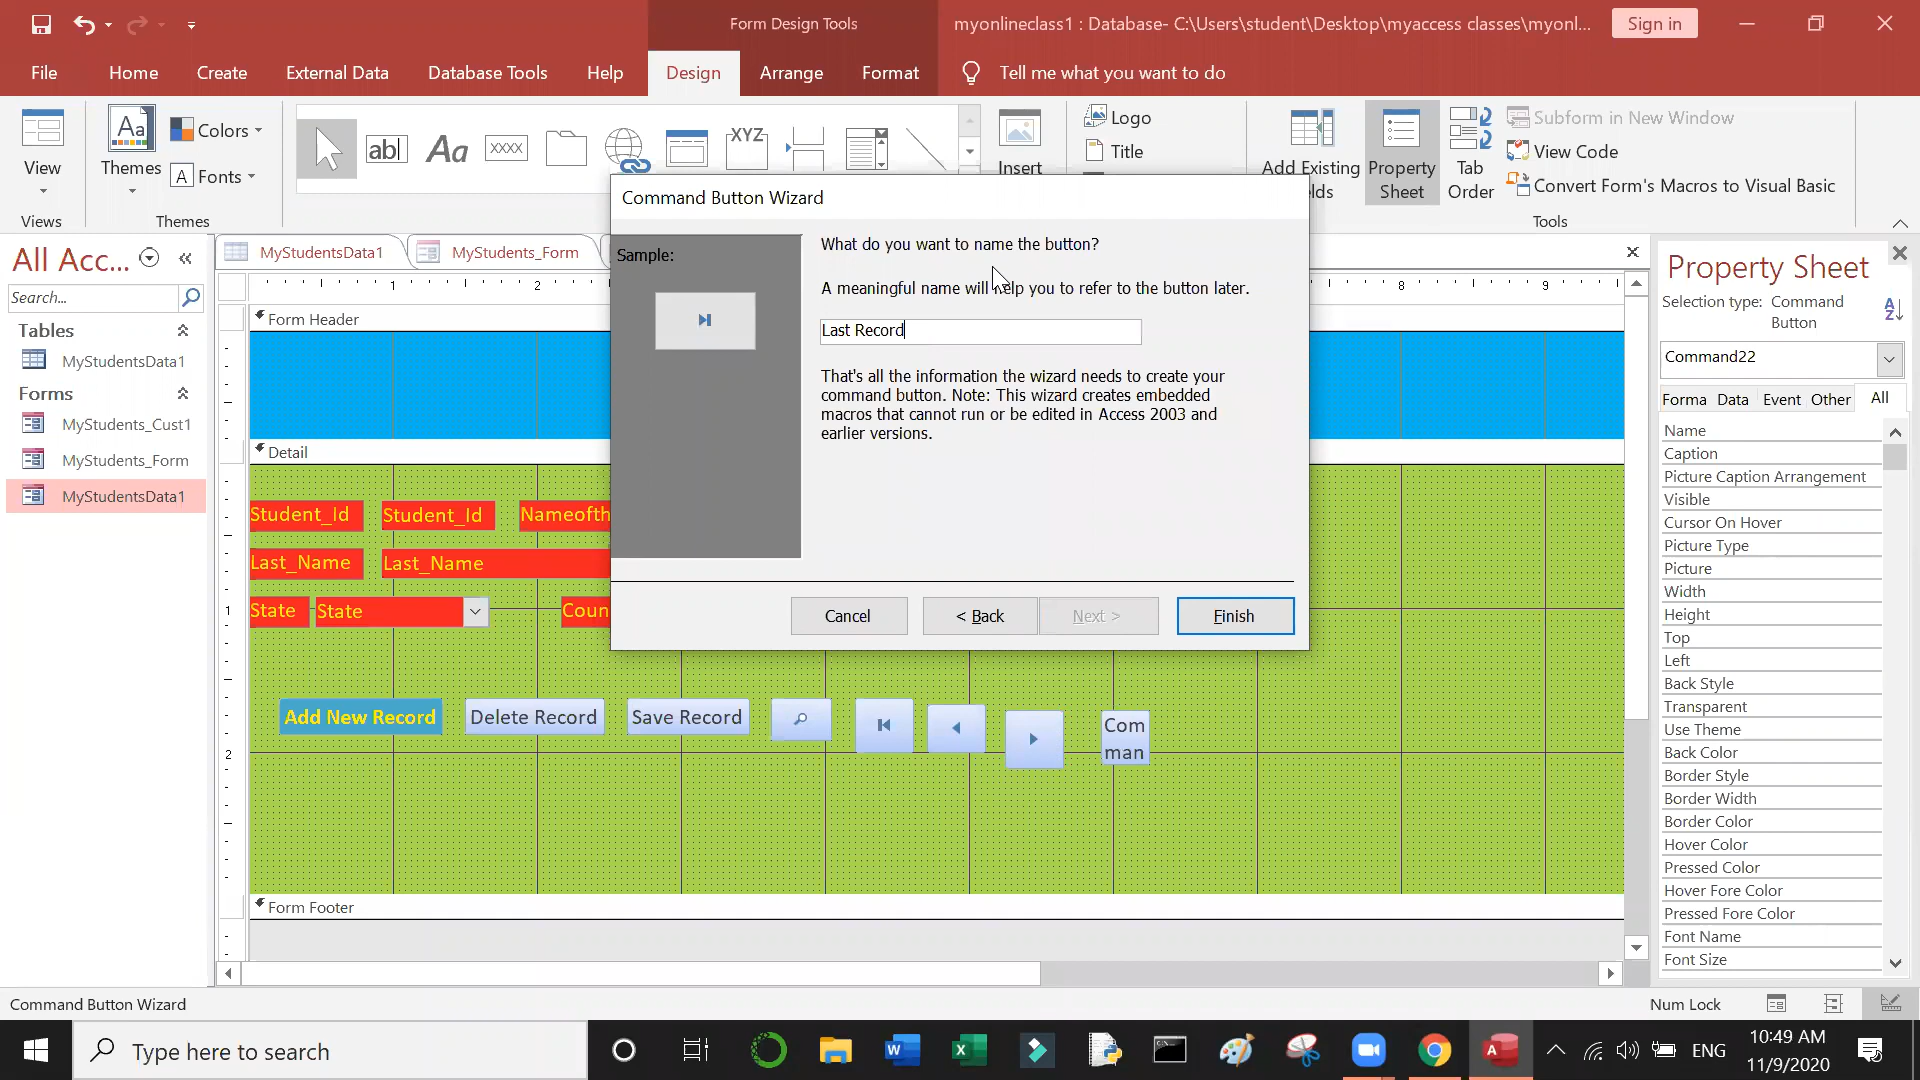 Form Design Tools
myonlineclass1 : Database- C:\Users\student\Desktop\myaccess classes\myonl...
Sign in
File
Home
Create
External Data
Database Tools
Help
Design
Arrange
Format
Tell me what you want to do
View
Views
Aa
Themes
Colors
A Fonts
Themes
ab|
Aa
XXXX
XYZ
Insert
Logo
Title
Add Existing
Property
Sheet
Tab
Order
Subform in New Window
View Code
Convert Form's Macros to Visual Basic
Tools
All Acc...
Search...
Tables
MyStudentsData1
Forms
MyStudents_Cust1
MyStudents_Form
MyStudentsData1
MyStudentsData1
MyStudents_Form
1
2
8
9
Form Header
Detail
Student_Id
Student_Id
Nameofth
Last_Name
Last_Name
State
State
Coun
1
2
Add New Record
Delete Record
Save Record
Com
man
Form Footer
Command Button Wizard
Sample:
What do you want to name the button?
A meaningful name will help you to refer to the button later.
Last Record
That's all the information the wizard needs to create your
command button. Note: This wizard creates embedded
macros that cannot run or be edited in Access 2003 and
earlier versions.
Cancel
< Back
Next >
Finish
Property Sheet
Selection type: Command
Button
A
Z
Command22
Forma
Data
Event
Other
All
Name
Caption
Picture Caption Arrangement
Visible
Cursor On Hover
Picture Type
Picture
Width
Height
Top
Left
Back Style
Transparent
Use Theme
Back Color
Border Style
Border Width
Border Color
Hover Color
Pressed Color
Hover Fore Color
Pressed Fore Color
Font Name
Font Size
Command Button Wizard
Num Lock
Type here to search
W
X
A
ENG
10:49 AM
11/9/2020